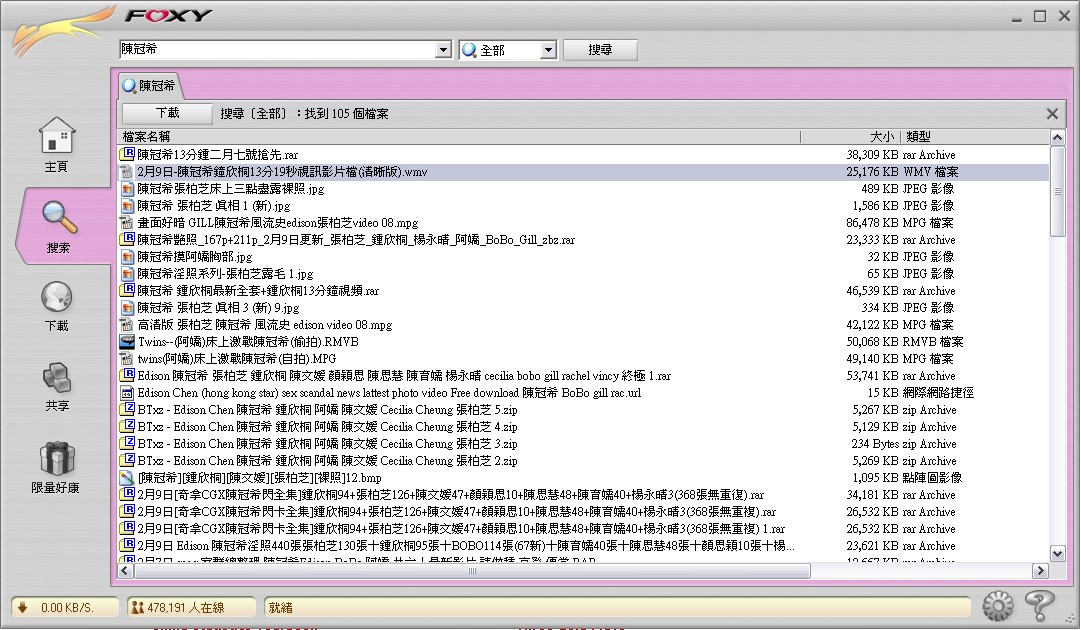 FOXY
陳冠希 全部 搜尋
陳冠希
下載 搜尋〔全部〕：找到 105 個檔案
檔案名稱 大小 類型
陳冠希13分鐘二月七號搶先.rar 38,309 KB rar Archive
2月9日-陳冠希鐘欣桐13分19秒視訊影片檔(清晰版).wmv 25,176 KB WMV 檔案
陳冠希張柏芝床上三點盡露裸照.jpg 489 KB JPEG 影像
陳冠希 張柏芝 真相 1 (新).jpg 1,586 KB JPEG 影像
畫面好暗 GILL陳冠希風流史edison張柏芝video 08.mpg 86,478 KB MPG 檔案
陳冠希艷照_167p+211p_2月9日更新_張柏芝_鍾欣桐_楊永晴_阿嬌_BoBo_Gill_zbz.rar 23,333 KB rar Archive
陳冠希摸阿嬌胸部.jpg 32 KB JPEG 影像
陳冠希淫照系列-張柏芝露毛 1.jpg 65 KB JPEG 影像
陳冠希 鍾欣桐最新全套+鍾欣桐13分鐘視頻.rar 46,539 KB rar Archive
陳冠希 張柏芝 真相 3 (新) 9.jpg 334 KB JPEG 影像
高清版 張柏芝 陳冠希 風流史 edison video 08.mpg 42,122 KB MPG 檔案
Twins--(阿嬌)床上激戰陳冠希(偷拍).RMVB 50,068 KB RMVB 檔案
twins(阿嬌)床上激戰陳冠希(自拍).MPG 49,140 KB MPG 檔案
Edison 陳冠希 張柏芝 鍾欣桐 陳文媛 顏穎思 陳思慧 陳育嬬 楊永晴 cecilia bobo gill rachel vincy 終極 1.rar 53,741 KB rar Archive
Edison Chen (hong kong star) sex scandal news lattest photo video Free download 陳冠希 BoBo gill rac.url 15 KB 網際網路捷徑
BTxz - Edison Chen 陳冠希 鍾欣桐 阿嬌 陳文媛 Cecilia Cheung 張柏芝 5.zip 5,267 KB zip Archive
BTxz - Edison Chen 陳冠希 鍾欣桐 阿嬌 陳文媛 Cecilia Cheung 張柏芝 4.zip 5,129 KB zip Archive
BTxz - Edison Chen 陳冠希 鍾欣桐 阿嬌 陳文媛 Cecilia Cheung 張柏芝 3.zip 234 Bytes zip Archive
BTxz - Edison Chen 陳冠希 鍾欣桐 阿嬌 陳文媛 Cecilia Cheung 張柏芝 2.zip 5,269 KB zip Archive
[陳冠希][鍾欣桐][陳文媛][張柏芝][裸照]12.bmp 1,095 KB 點陣圖影像
2月9日[奇拿CGX陳冠希閃全集]鍾欣桐94+張柏芝126+陳文媛47+顏穎思10+陳思慧48+陳育嬬40+楊永晴3(368張無重復).rar 34,181 KB rar Archive
2月9日[奇拿CGX陳冠希閃卡全集]鍾欣桐94+張柏芝126+陳文媛47+顏穎思10+陳思慧48+陳育嬬40+楊永晴3(368張無重複).rar 26,532 KB rar Archive
2月9日[奇拿CGX陳冠希閃卡全集]鍾欣桐94+張柏芝126+陳文媛47+顏穎思10+陳思慧48+陳育嬬40+楊永晴3(368張無重複) 1.rar 26,532 KB rar Archive
2月9日 Edison 陳冠希淫照440張張柏芝130張十鍾欣桐95張十BOBO114張(67新)十陳育嬬40張十陳思慧48張十顏思穎10張十楊... 23,621 KB rar Archive
主頁
搜索
下載
共享
限量好康
0.00 KB/S. 478,191 人在線 就緒